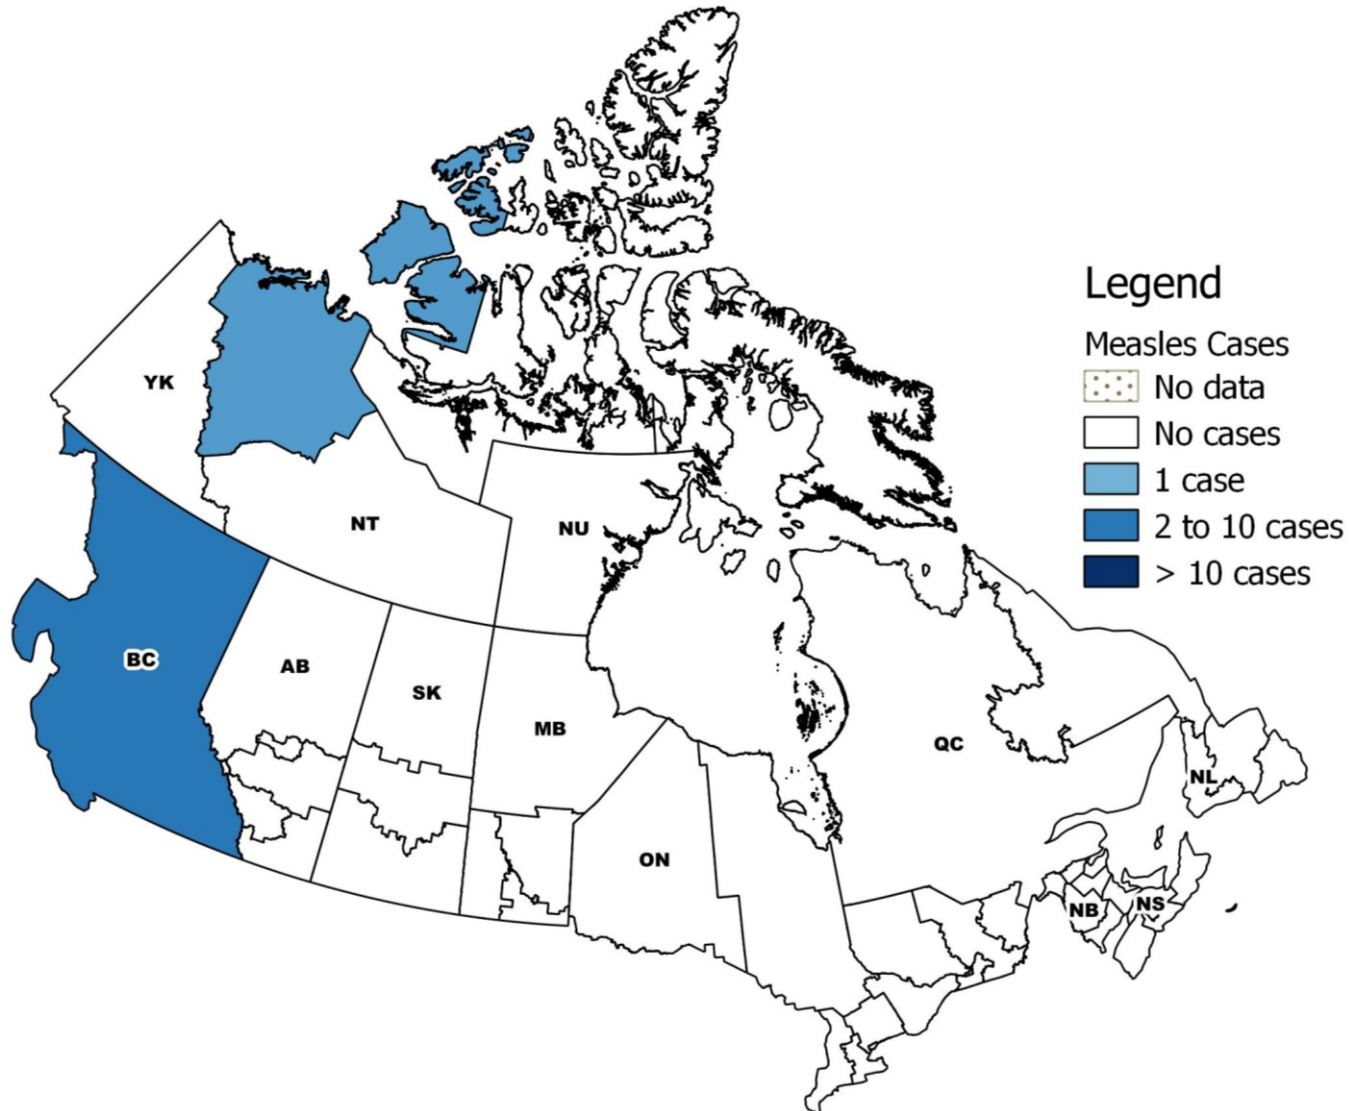 Legend
Measles Cases
No data
No cases
1 case
2 to 10 cases
> 10 cases
YK
NT
NU
BC
AB
SK
MB
QC
NL
ON
NB
NS